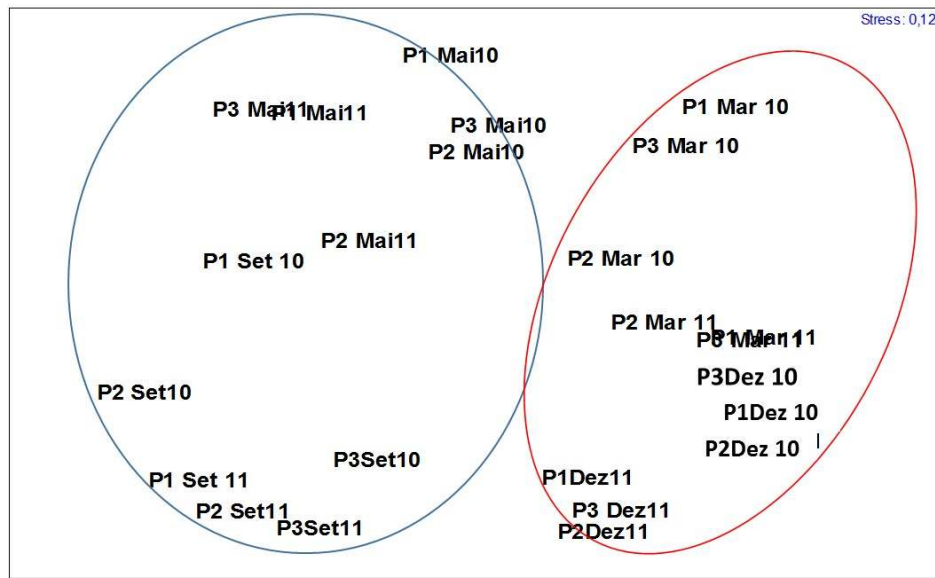 Stress: 0,12
P1 Mai10
P3 Mai11
P1 Mai11
P1 Mar 10
P3 Mai10
P3 Mar 10
P2 Mai10
P2 Mai11
P1 Set 10
P2 Mar 10
P2 Mar 11
P1 Mar 11
P3 Mar 11
P3Dez 10
P2 Set10
P1Dez 10
P2Dez 10
P3Set10
P1 Set 11
P1Dez11
P2 Set11
P3 Dez11
P3Set11
P2Dez11